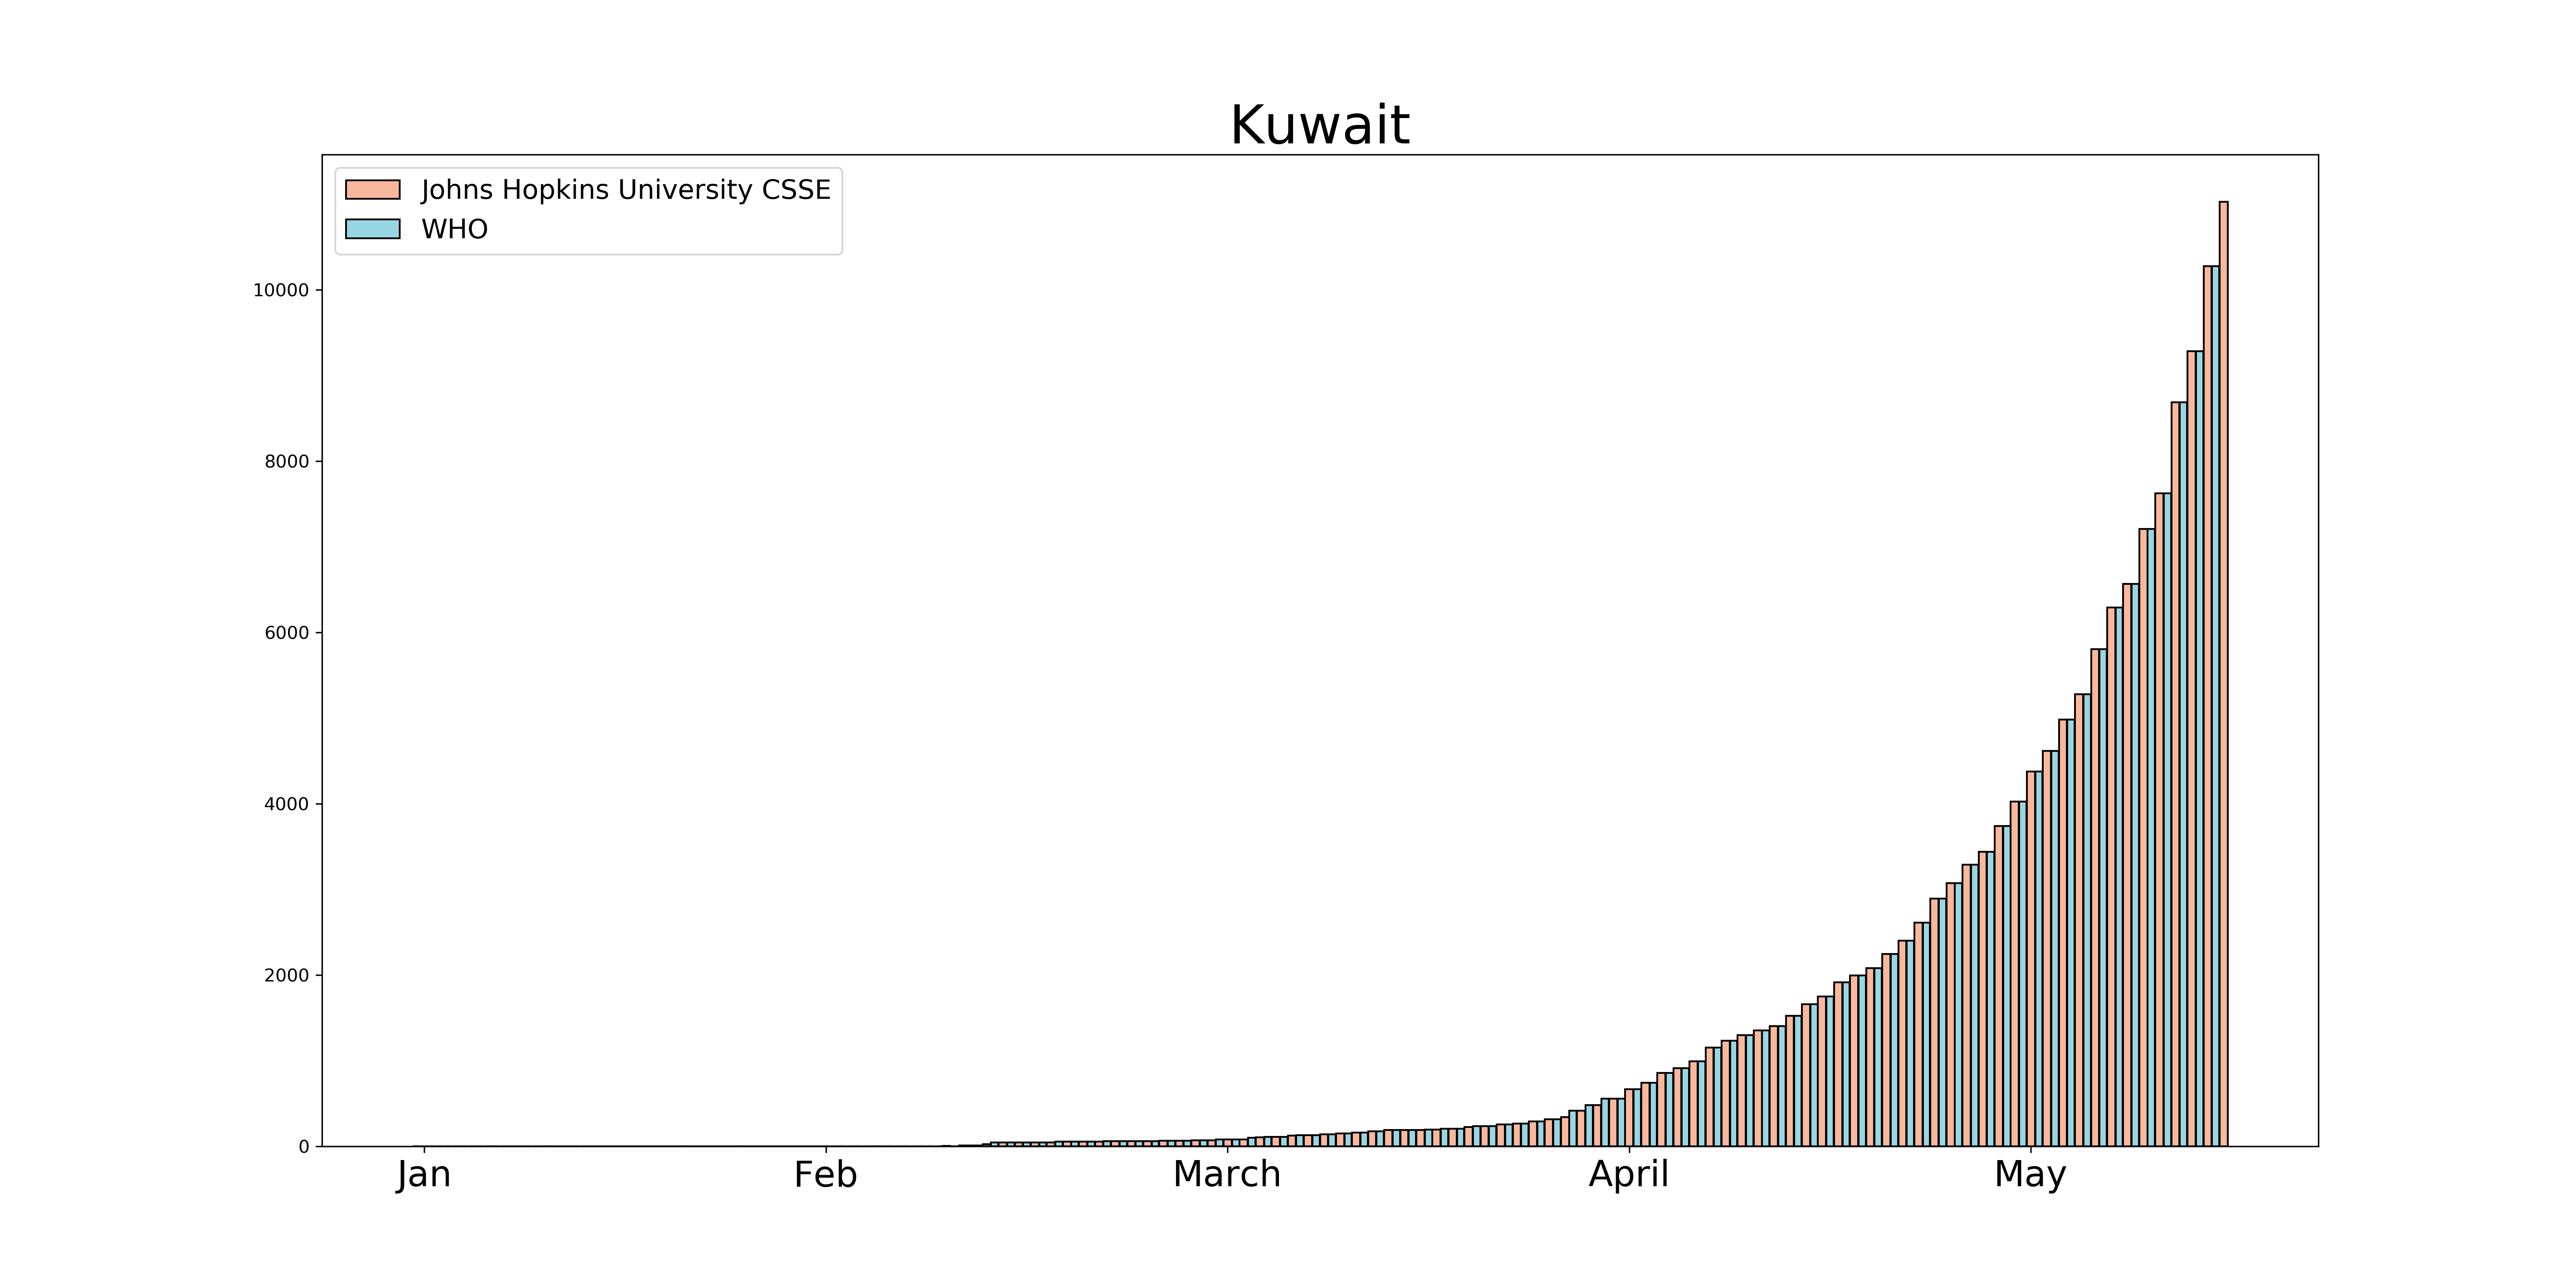 Kuwait
Johns Hopkins University CSSE
WHO
10000
8000
6000
4000
2000
0
Jan Feb March April May